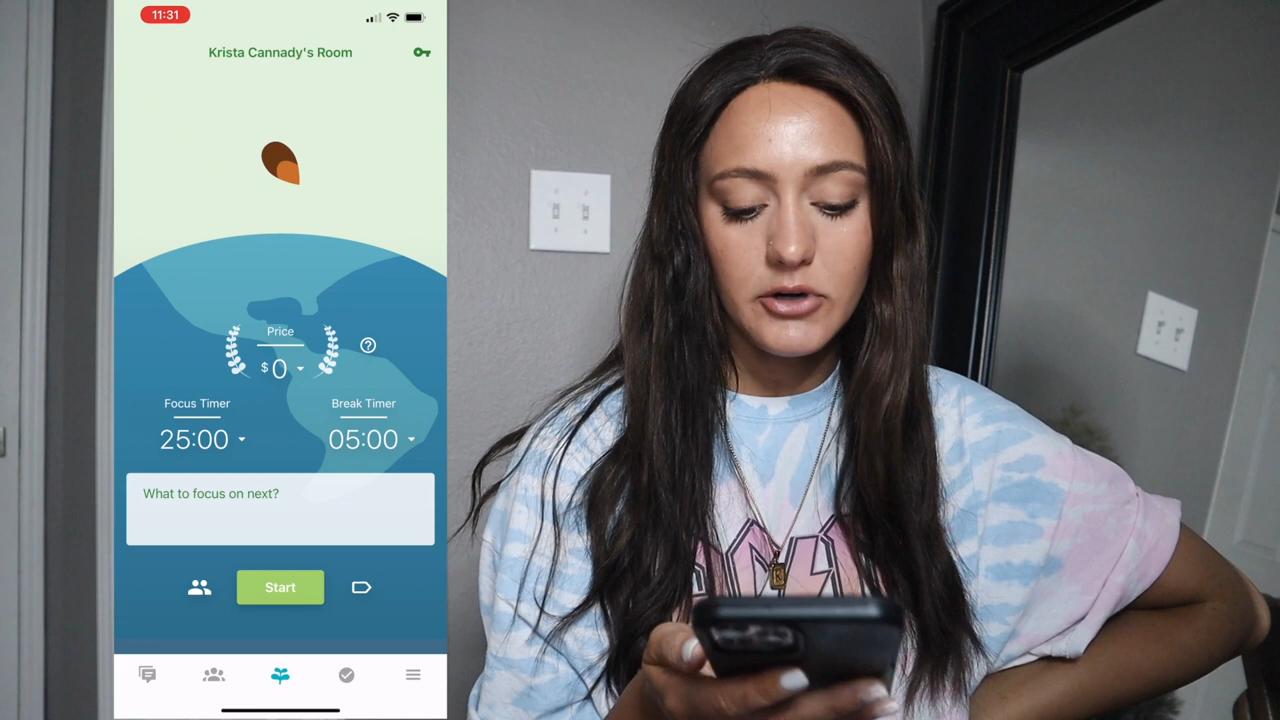 11:31
Krista Cannady's Room
Price
$0
Focus Timer
Break Timer
25:00
05:00
What to focus on next?
Start